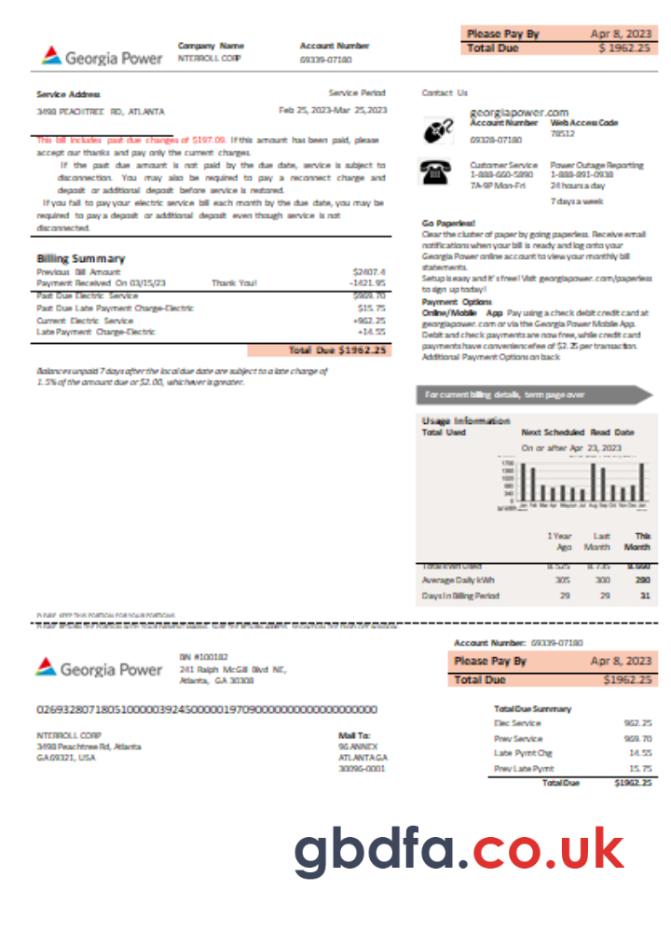 Please Pay By Apr 8, 2023
Total Due $ 1962.25
Georgia Power
Company Name
NTERROLL CORP
Account Number
69339-07180
Service Address
3498 PEACHTREE RD, ATLANTA
Service Period
Feb 25, 2023-Mar 25,2023
This bill includes past due changes of $197.09. If this amount has been paid, please
accept our thanks and pay only the current charges.
If the past due amount is not paid by the due date, service is subject to
disconnection. You may also be required to pay a reconnect charge and
deposit or additional deposit before service is restored.
If you fail to pay your electric service bill each month by the due date, you may be
required to pay a deposit or additional deposit even though service is not
disconnected.
Billing Summary
Previous Bill Amount $2407.4
Payment Received On 03/15/23 Thank You! -1421.95
Past Due Electric Service $969.70
Past Due Late Payment Charge-Electric $15.75
Current Electric Service +962.25
Late Payment Charge-Electric +14.55
Total Due $1962.25
Balances unpaid 7 days after the local due date are subject to a late charge of
1.5% of the amount due or $2.00, whichever is greater.
Contact Us
georgiapower.com
Account Number Web Access Code
69328-07180 78512
Customer Service Power Outage Reporting
1-888-660-5890 1-888-891-0938
7A-9P Mon-Fri 24 hours a day
7 days a week
Go Paperless!
Clear the cluster of paper by going paperless. Receive email
notifications when your bill is ready and log onto your
Georgia Power online account to view your monthly bill
statements.
Setup is easy and it's free! Visit georgiapower.com/paperless
to sign up today!
Payment Options
Online/Mobile App Pay using a check debit credit card at
georgiapower.com or via the Georgia Power Mobile App.
Debit and check payments are now free, while credit card
payments have convenience fee of $2.25 per transaction.
Additional Payment Options on back
For current billing details, term page over
Usage Information
Total Used Next Scheduled Read Date
On or after Apr 23, 2023
1 Year Ago Last Month This Month
Total kWh Used
Average Daily kWh 305 300 280
Days In Billing Period 29 29 31
Georgia Power
BIN #100182
241 Ralph McGill Blvd NE,
Atlanta, GA 30308
Account Number: 69339-07180
Please Pay By Apr 8, 2023
Total Due $1962.25
NTERROLL CORP
3498 Peachtree Rd, Atlanta
GA69321, USA
Mail To:
96 ANNEX
ATLANTA GA
30096-0001
Total Due Summary
Elec Service 962.25
Prev Service 969.70
Late Pymt Chg 14.55
Prev Late Pymt 15.75
Total Due $1962.25
gbdfa.co.uk